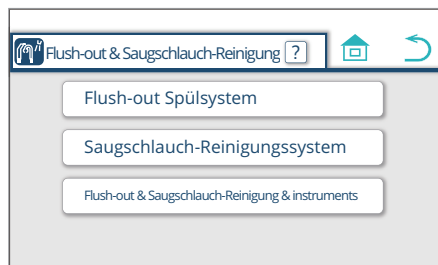 Flush-out & Saugschlauch-Reinigung ?
Flush-out Spülsystem
Saugschlauch-Reinigungssystem
Flush-out & Saugschlauch-Reinigung & instruments